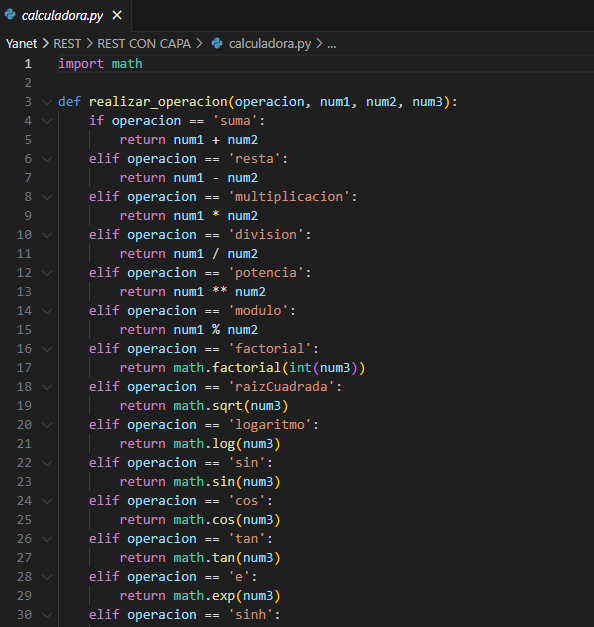 calculadora.py
Yanet > REST > REST CON CAPA > calculadora.py > ...
1 import math
2
3 def realizar_operacion(operacion, num1, num2, num3):
4     if operacion == 'suma':
5         return num1 + num2
6     elif operacion == 'resta':
7         return num1 - num2
8     elif operacion == 'multiplicacion':
9         return num1 * num2
10     elif operacion == 'division':
11         return num1 / num2
12     elif operacion == 'potencia':
13         return num1 ** num2
14     elif operacion == 'modulo':
15         return num1 % num2
16     elif operacion == 'factorial':
17         return math.factorial(int(num3))
18     elif operacion == 'raizCuadrada':
19         return math.sqrt(num3)
20     elif operacion == 'logaritmo':
21         return math.log(num3)
22     elif operacion == 'sin':
23         return math.sin(num3)
24     elif operacion == 'cos':
25         return math.cos(num3)
26     elif operacion == 'tan':
27         return math.tan(num3)
28     elif operacion == 'e':
29         return math.exp(num3)
30     elif operacion == 'sinh':